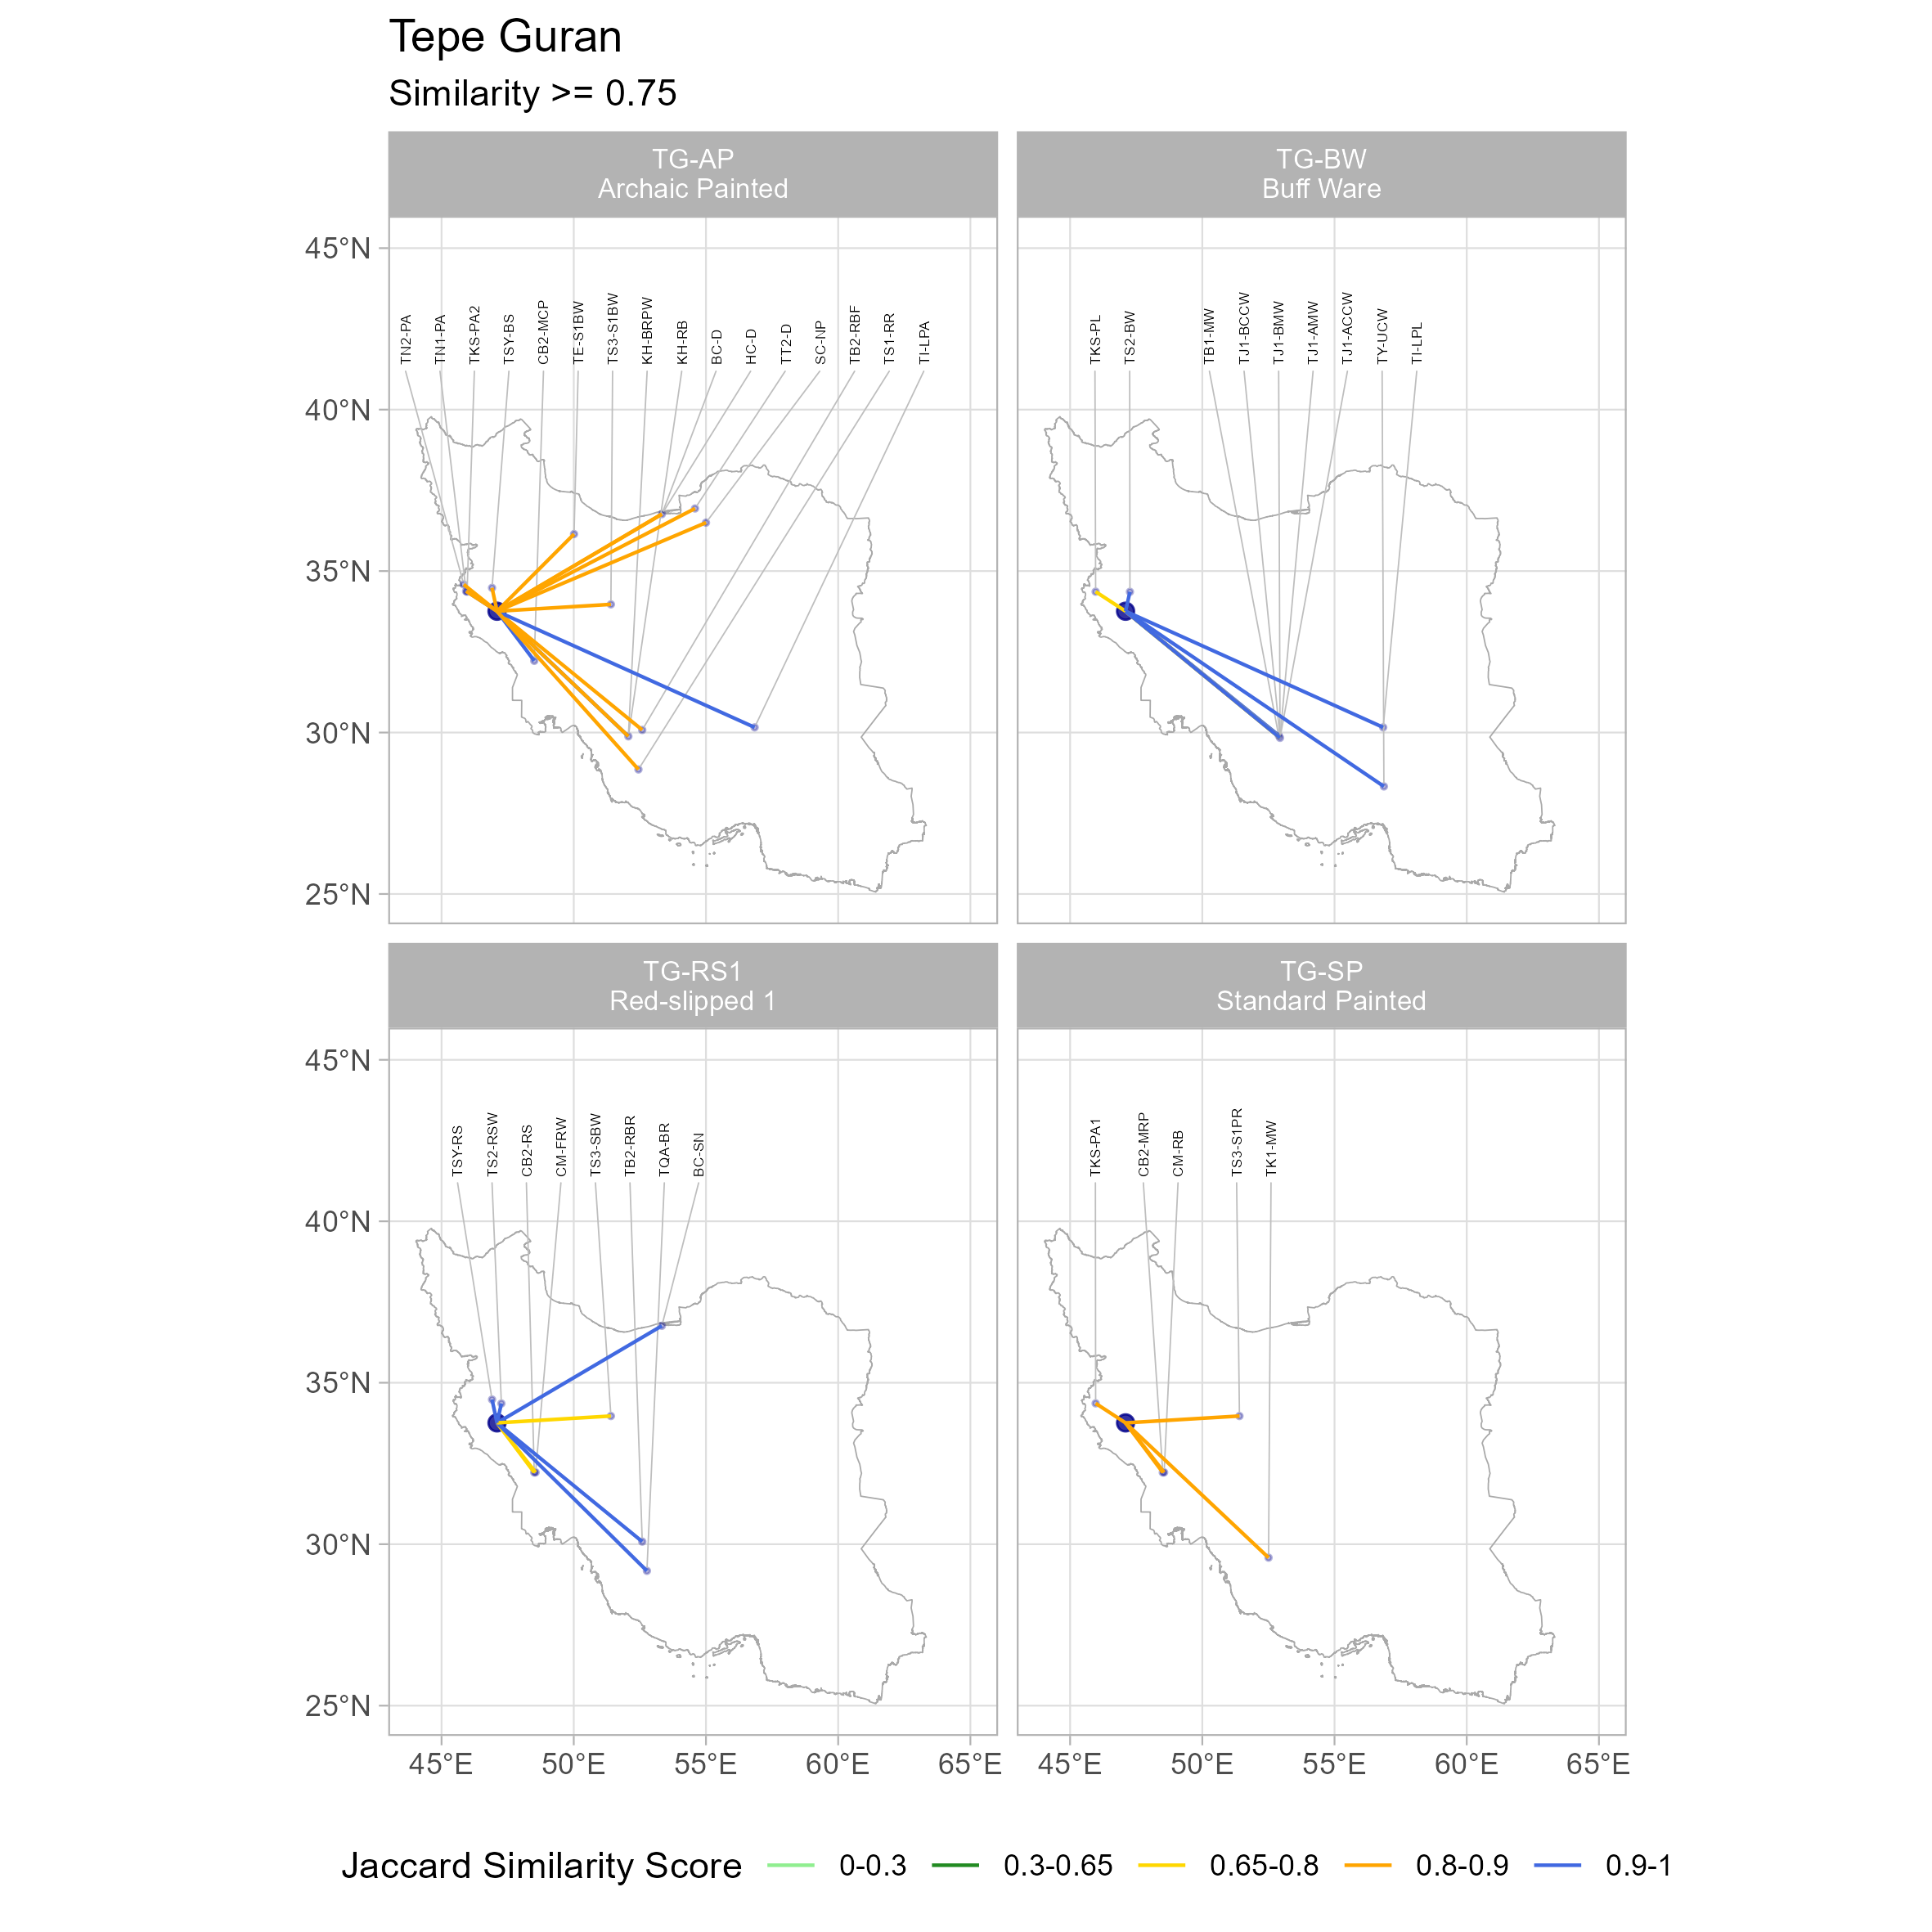 Tepe Guran
Similarity >= 0.75
TG-AP
Archaic Painted
TG-BW
Buff Ware
45°N
40°N
35°N
30°N
25°N
TN2-PA
TN1-PA
TKS-PA2
TSY-BS
CB2-MCP
TE-S1BW
TS3-S1BW
KH-BRPW
KH-RB
BC-D
HC-D
TT2-D
SC-NP
TB2-RBF
TS1-RR
TI-LPA
TKS-PL
TS2-BW
TB1-MW
TJ1-BCCW
TJ1-BMW
TJ1-AMW
TJ1-ACCW
TY-UCW
TI-LPL
TG-RS1
Red-slipped 1
TG-SP
Standard Painted
45°N
40°N
35°N
30°N
25°N
TSY-RS
TS2-RSW
CB2-RS
CM-FRW
TS3-SBW
TB2-RBR
TQA-BR
BC-SN
TKS-PA1
CB2-MRP
CM-RB
TS3-S1PR
TK1-MW
45°E 50°E 55°E 60°E 65°E
45°E 50°E 55°E 60°E 65°E
Jaccard Similarity Score 0-0.3 0.3-0.65 0.65-0.8 0.8-0.9 0.9-1